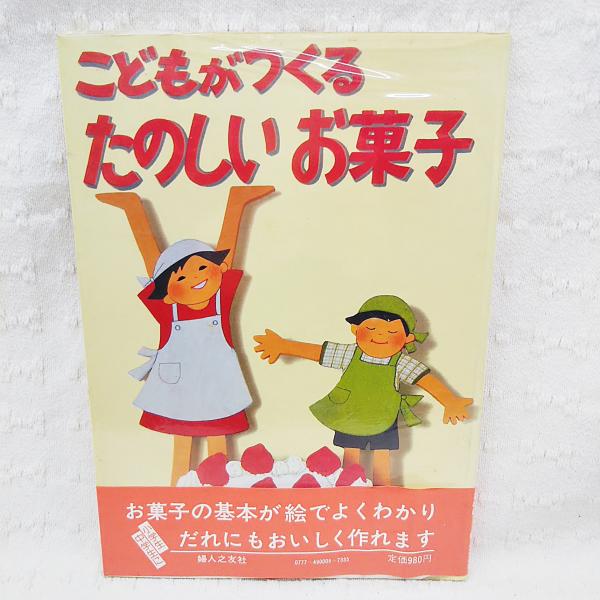 こどもがつくる
たのしいお菓子
お菓子の基本が絵でよくわかり
だれにもおいしく作れます
婦人之友社
定価980円